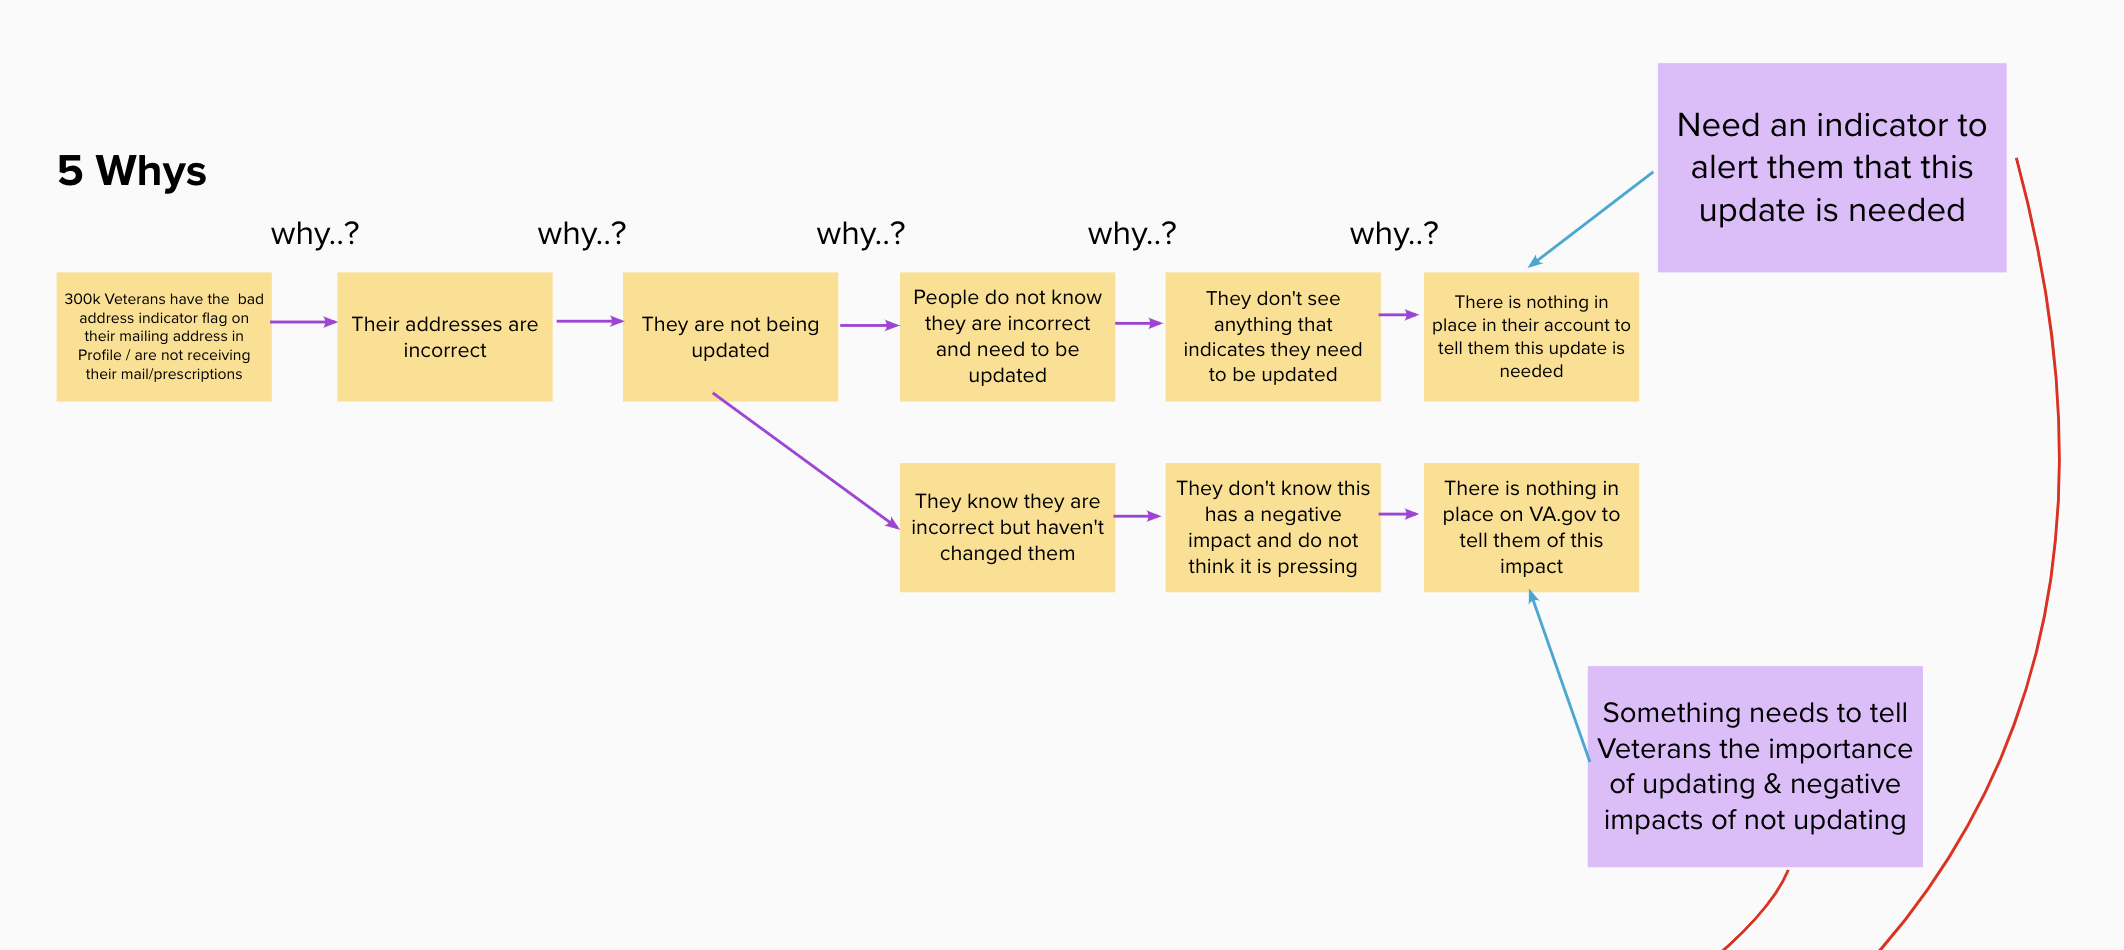 Need an indicator to
alert them that this
update is needed
5 Whys
why..?
why..?
why..?
why..?
why..?
300k Veterans have the  bad
address indicator flag on
their mailing address in
Profile / are not receiving
their mail/prescriptions
Their addresses are
incorrect
They are not being
updated
People do not know
they are incorrect
and need to be
updated
They don't see
anything that
indicates they need
to be updated
There is nothing in
place in their account to
tell them this update is
needed
They know they are
incorrect but haven't
changed them
They don't know this
has a negative
impact and do not
think it is pressing
There is nothing in
place on VA.gov to
tell them of this
impact
Something needs to tell
Veterans the importance
of updating & negative
impacts of not updating